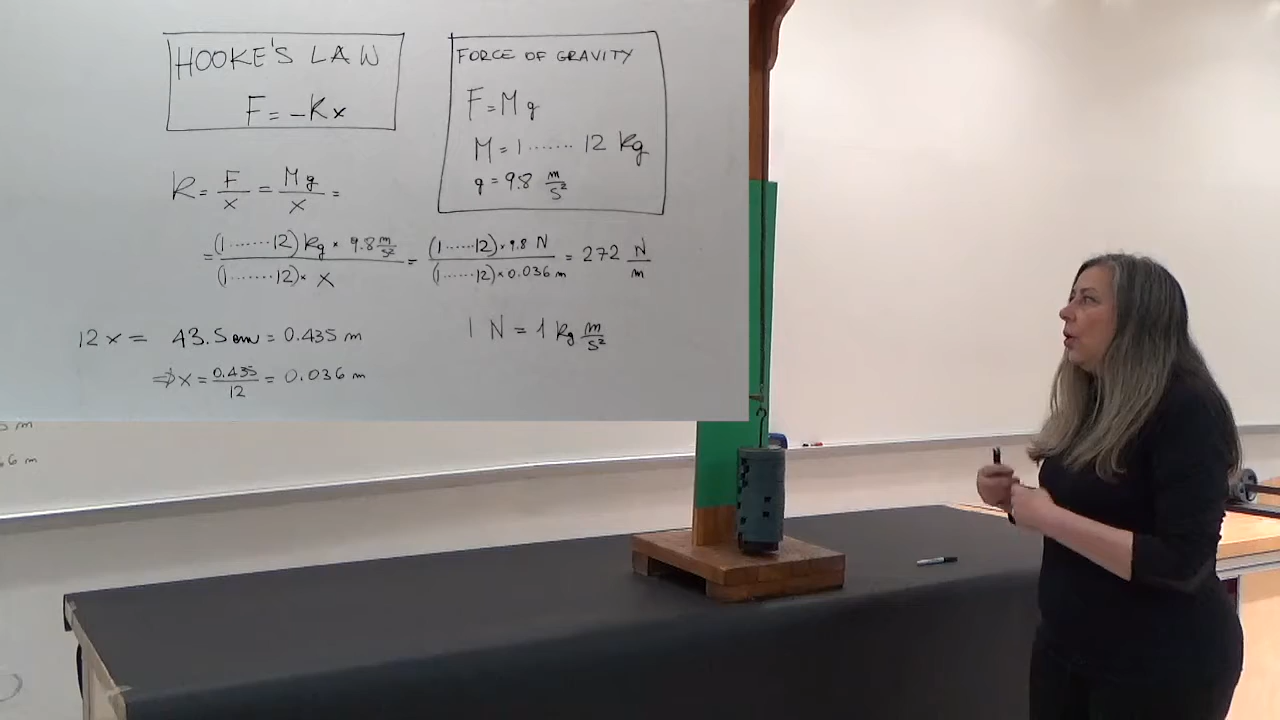 HOOKE'S LAW
F = -Kx
FORCE OF GRAVITY
F = Mg
M = 1 ....... 12 kg
g = 9.8 m/s²
K = F/x = Mg/x =
= (1.......12) kg × 9.8 m/s² / (1.......12) × x = (1......12) × 9.8 N / (1......12) × 0.036 m = 272 N/m
12 x = 43.5 cm = 0.435 m
⇒ x = 0.435/12 = 0.036 m
1 N = 1 kg m/s²